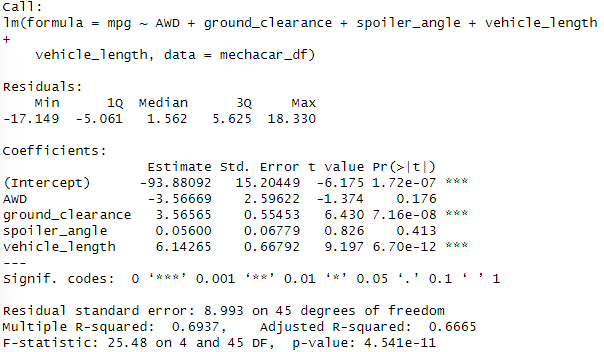 Call:
lm(formula = mpg ~ AWD + ground_clearance + spoiler_angle + vehicle_length
+
    vehicle_length, data = mechacar_df)

Residuals:
    Min      1Q  Median      3Q     Max
-17.149  -5.061   1.562   5.625  18.330

Coefficients:
                  Estimate Std. Error t value Pr(>|t|)
(Intercept)      -93.88092   15.20449  -6.175 1.72e-07 ***
AWD               -3.56669    2.59622  -1.374    0.176
ground_clearance   3.56565    0.55453   6.430 7.16e-08 ***
spoiler_angle      0.05600    0.06779   0.826    0.413
vehicle_length     6.14265    0.66792   9.197 6.70e-12 ***
---
Signif. codes:  0 ‘***’ 0.001 ‘**’ 0.01 ‘*’ 0.05 ‘.’ 0.1 ‘ ’ 1

Residual standard error: 8.993 on 45 degrees of freedom
Multiple R-squared:  0.6937,    Adjusted R-squared:  0.6665
F-statistic: 25.48 on 4 and 45 DF,  p-value: 4.541e-11